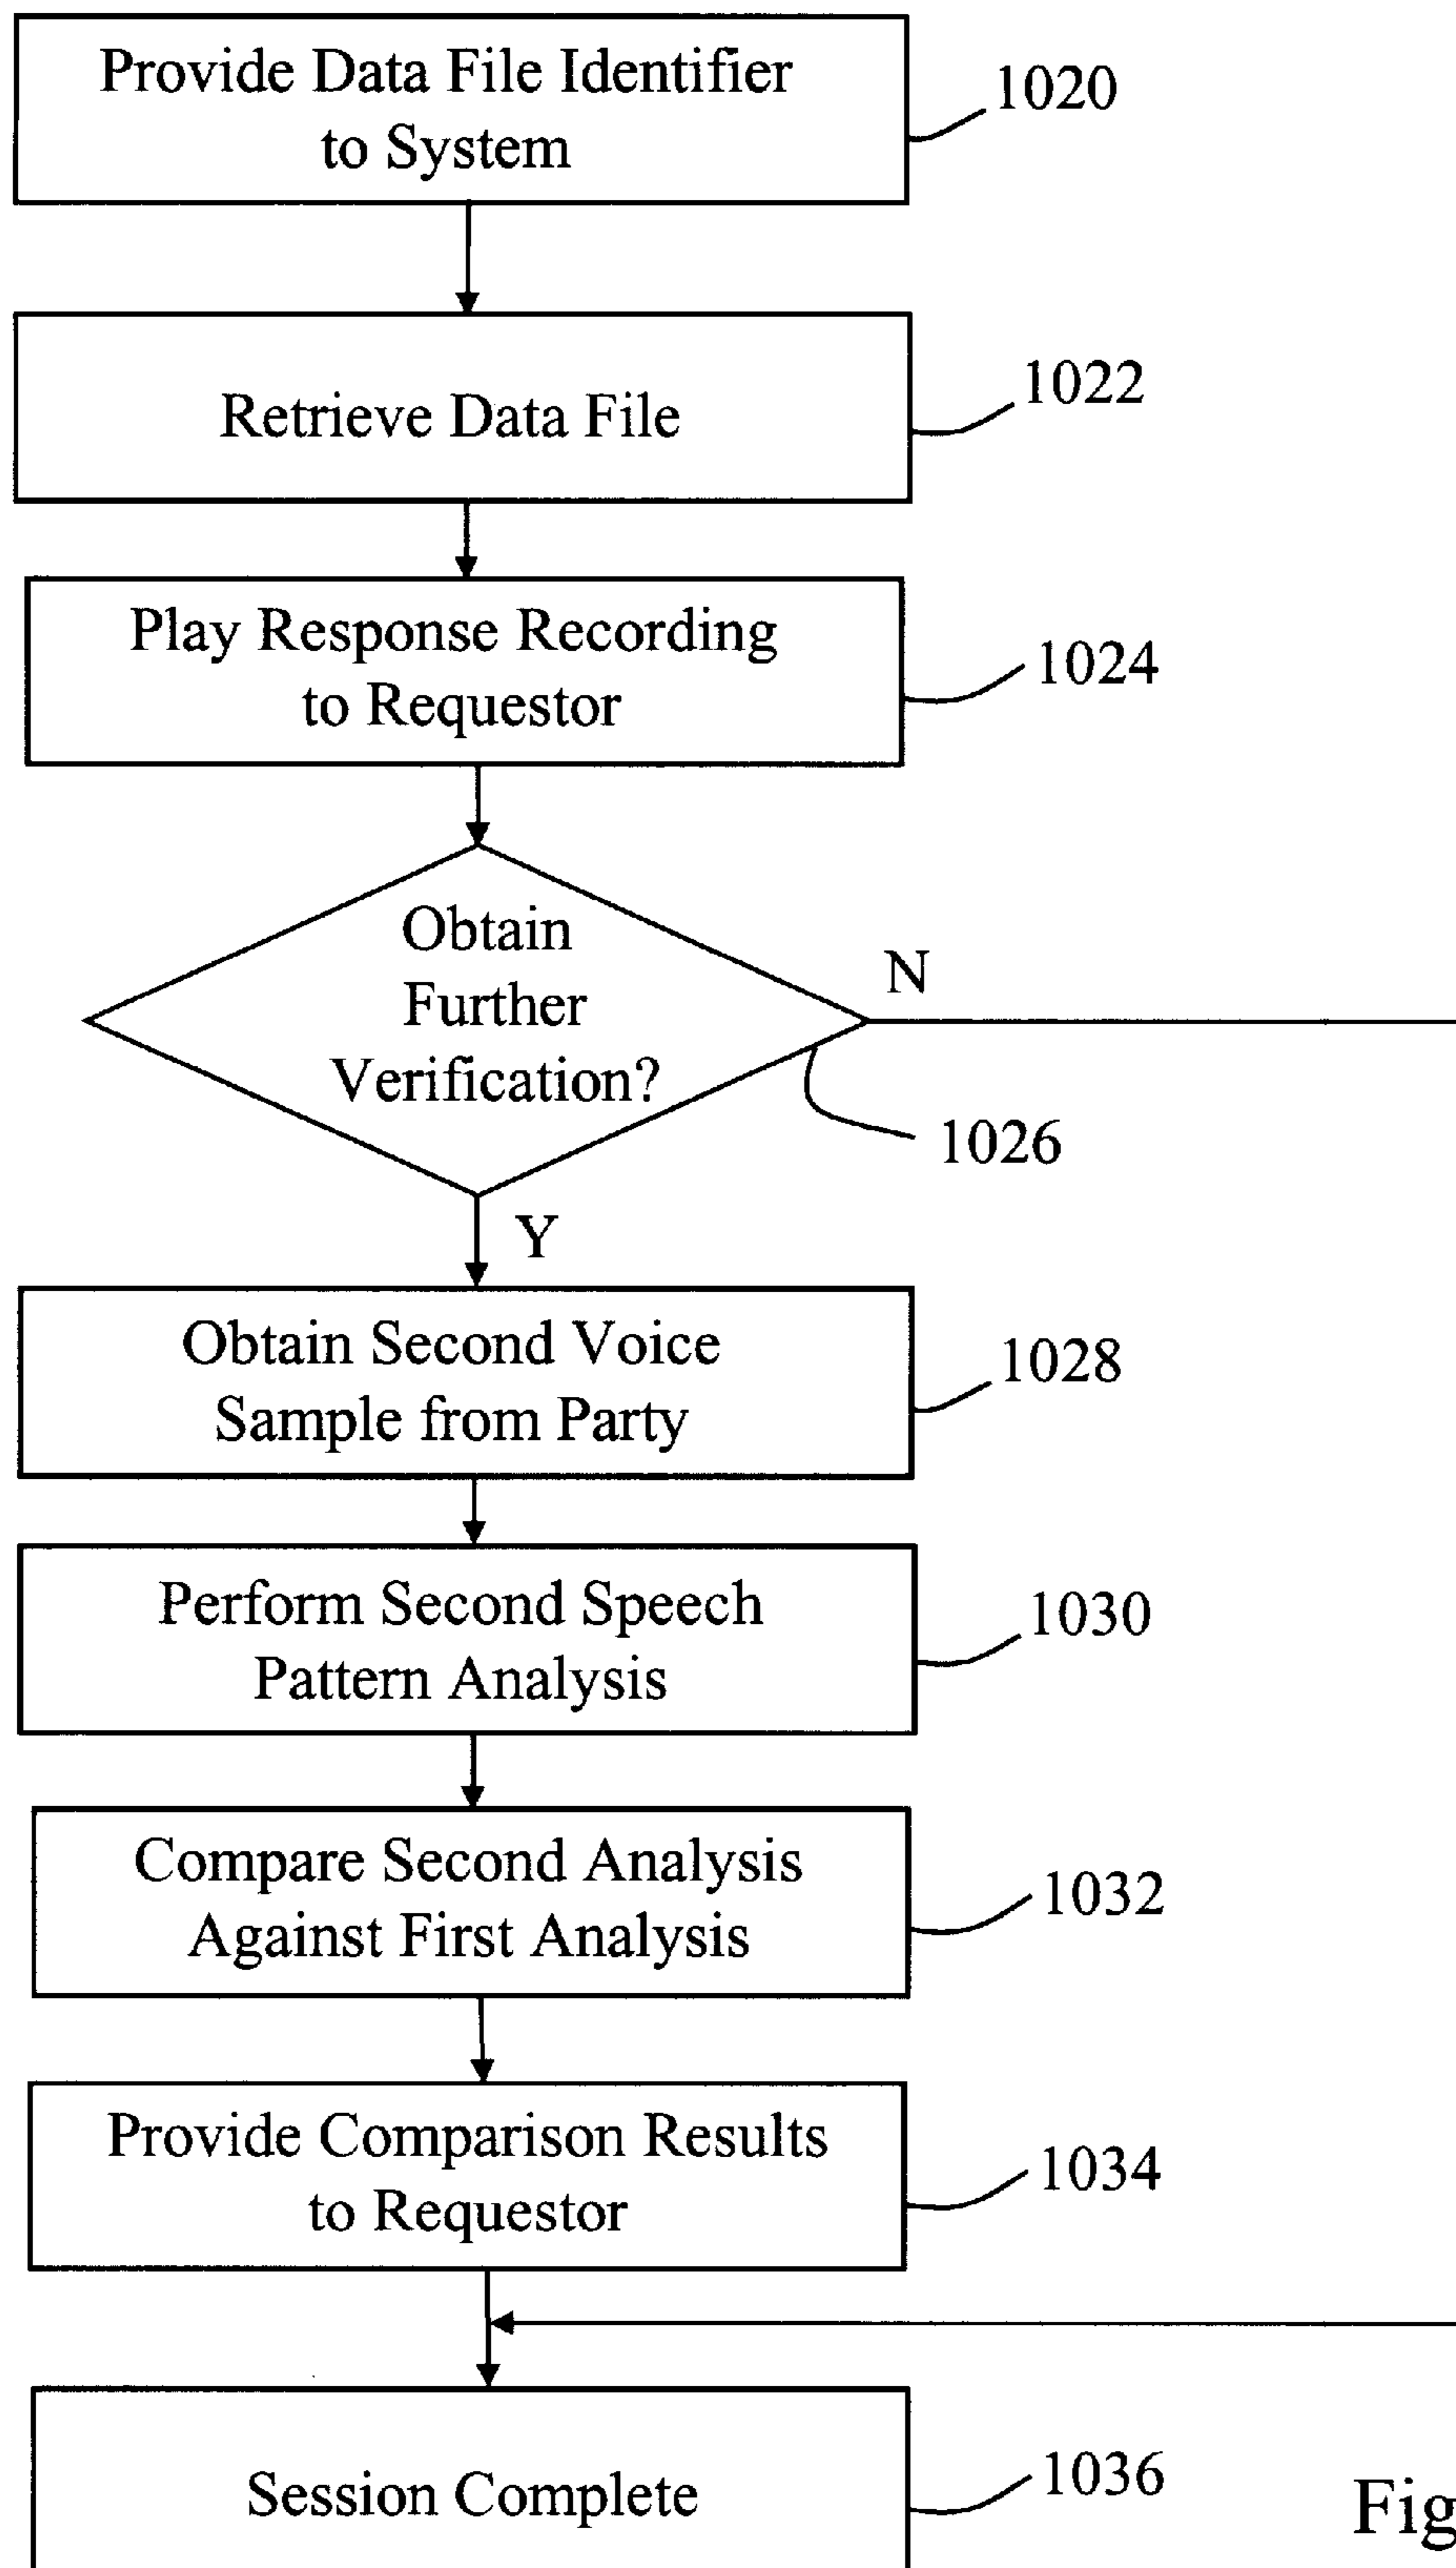 Provide Data File Identifier
to System
1020
Retrieve Data File
1022
Play Response Recording
to Requestor
1024
Obtain
Further
Verification?
N
1026
Y
Obtain Second Voice
Sample from Party
1028
Perform Second Speech
Pattern Analysis
1030
Compare Second Analysis
Against First Analysis
1032
Provide Comparison Results
to Requestor
1034
Session Complete
1036
Fig